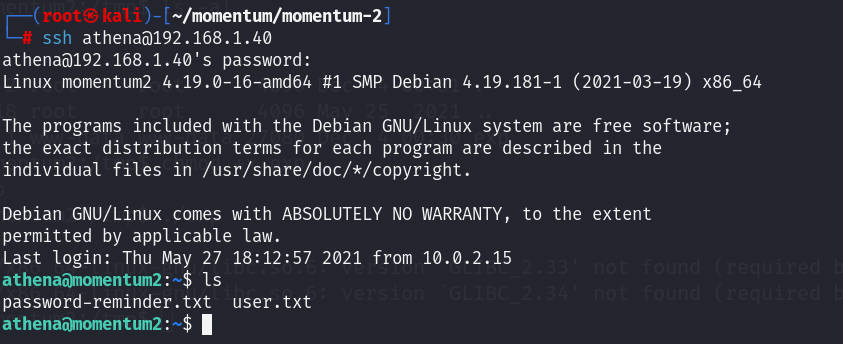 ┌──(root㉿kali)-[~/momentum/momentum-2]
└─# ssh athena@192.168.1.40
athena@192.168.1.40's password:
Linux momentum2 4.19.0-16-amd64 #1 SMP Debian 4.19.181-1 (2021-03-19) x86_64
The programs included with the Debian GNU/Linux system are free software;
the exact distribution terms for each program are described in the
individual files in /usr/share/doc/*/copyright.
Debian GNU/Linux comes with ABSOLUTELY NO WARRANTY, to the extent
permitted by applicable law.
Last login: Thu May 27 18:12:57 2021 from 10.0.2.15
athena@momentum2:~$ ls
password-reminder.txt  user.txt
athena@momentum2:~$